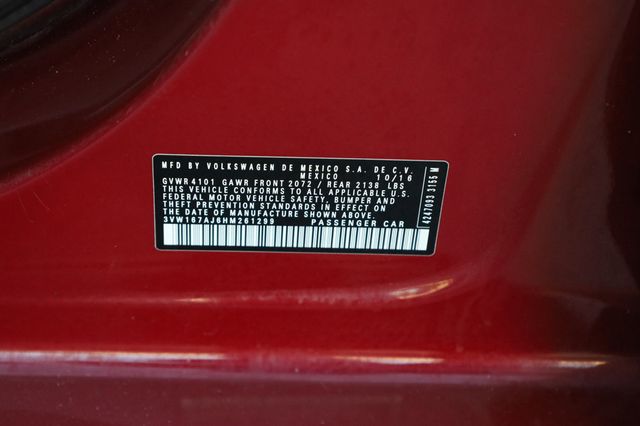 MFD BY VOLKSWAGEN DE MEXICO S.A. DE C.V.
MEXICO 10/16
GVWR 4101 GAWR FRONT 2072 / REAR 2138 LBS
THIS VEHICLE CONFORMS TO ALL APPLICABLE U.S.
FEDERAL MOTOR VEHICLE SAFETY, BUMPER AND
THEFT PREVENTION STANDARDS IN EFFECT ON
THE DATE OF MANUFACTURE SHOWN ABOVE.
3VW167AJ6HM261299 PASSENGER CAR
4247093 3155 M